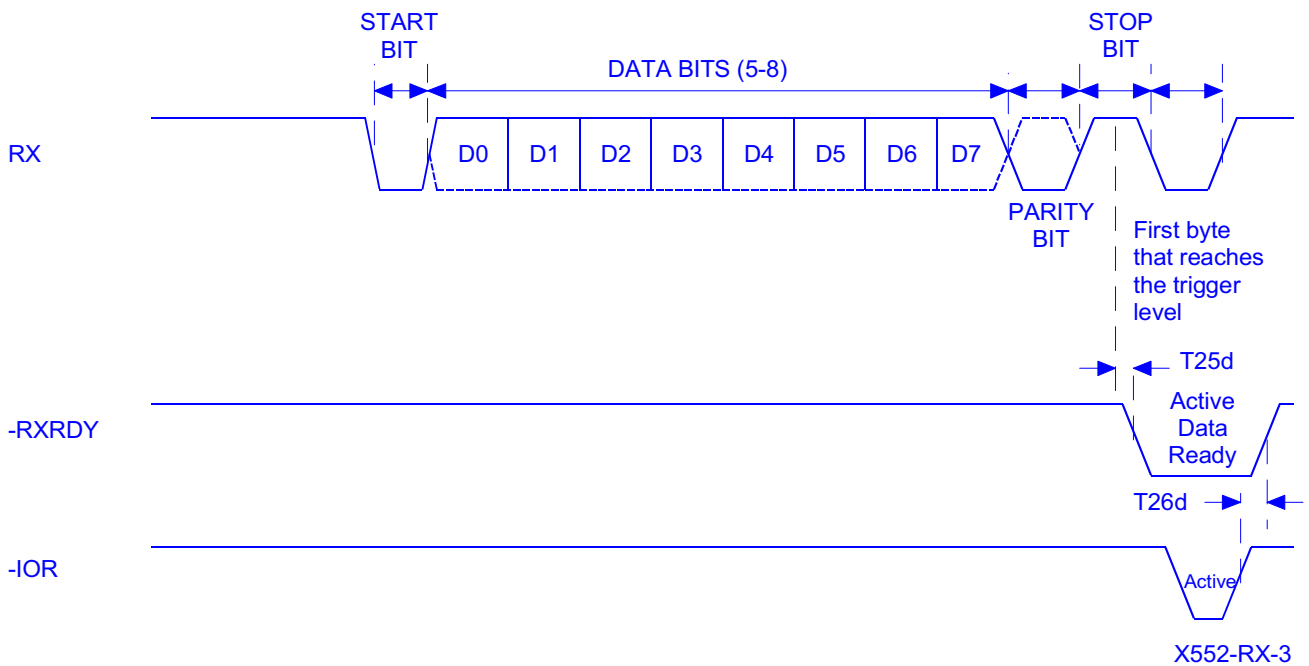 START
BIT
STOP
BIT
DATA BITS (5-8)
RX
D0 D1 D2 D3 D4 D5 D6 D7
PARITY
BIT
First byte
that reaches
the trigger
level
T25d
-RXRDY
Active
Data
Ready
T26d
-IOR
Active
X552-RX-3